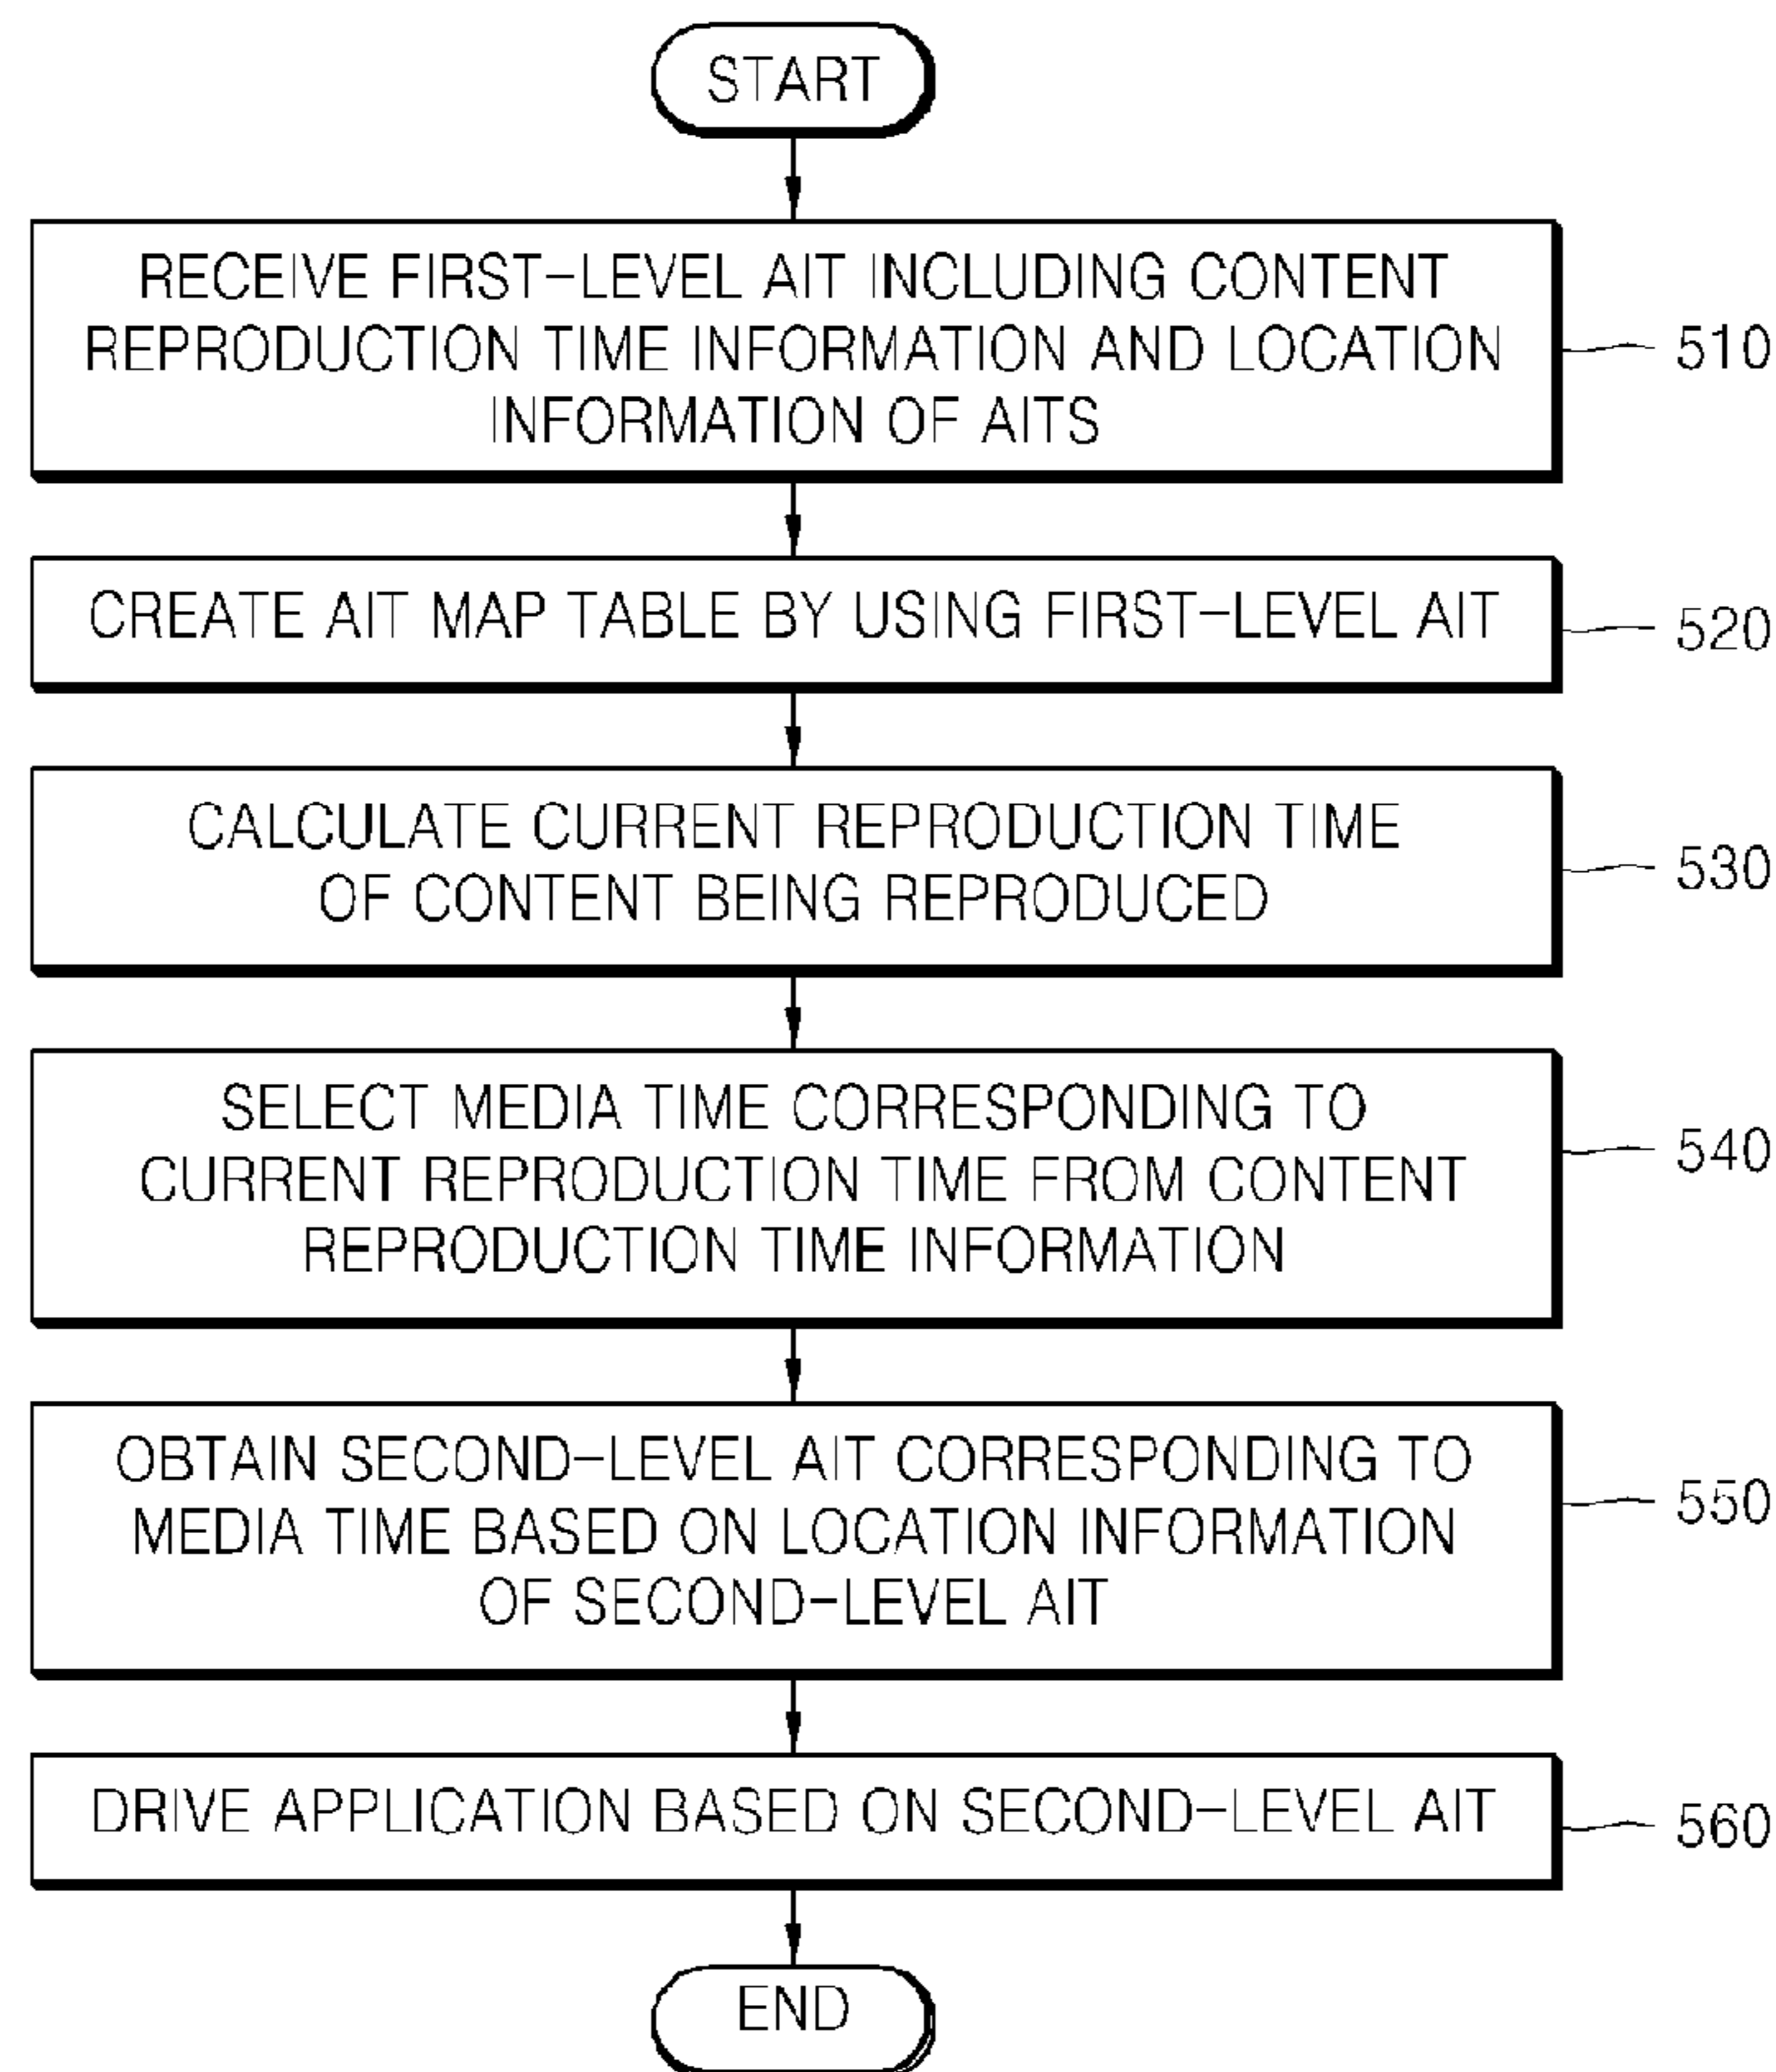 START
RECEIVE FIRST-LEVEL AIT INCLUDING CONTENT
REPRODUCTION TIME INFORMATION AND LOCATION
INFORMATION OF AITS
510
CREATE AIT MAP TABLE BY USING FIRST-LEVEL AIT
520
CALCULATE CURRENT REPRODUCTION TIME
OF CONTENT BEING REPRODUCED
530
SELECT MEDIA TIME CORRESPONDING TO
CURRENT REPRODUCTION TIME FROM CONTENT
REPRODUCTION TIME INFORMATION
540
OBTAIN SECOND-LEVEL AIT CORRESPONDING TO
MEDIA TIME BASED ON LOCATION INFORMATION
OF SECOND-LEVEL AIT
550
DRIVE APPLICATION BASED ON SECOND-LEVEL AIT
560
END